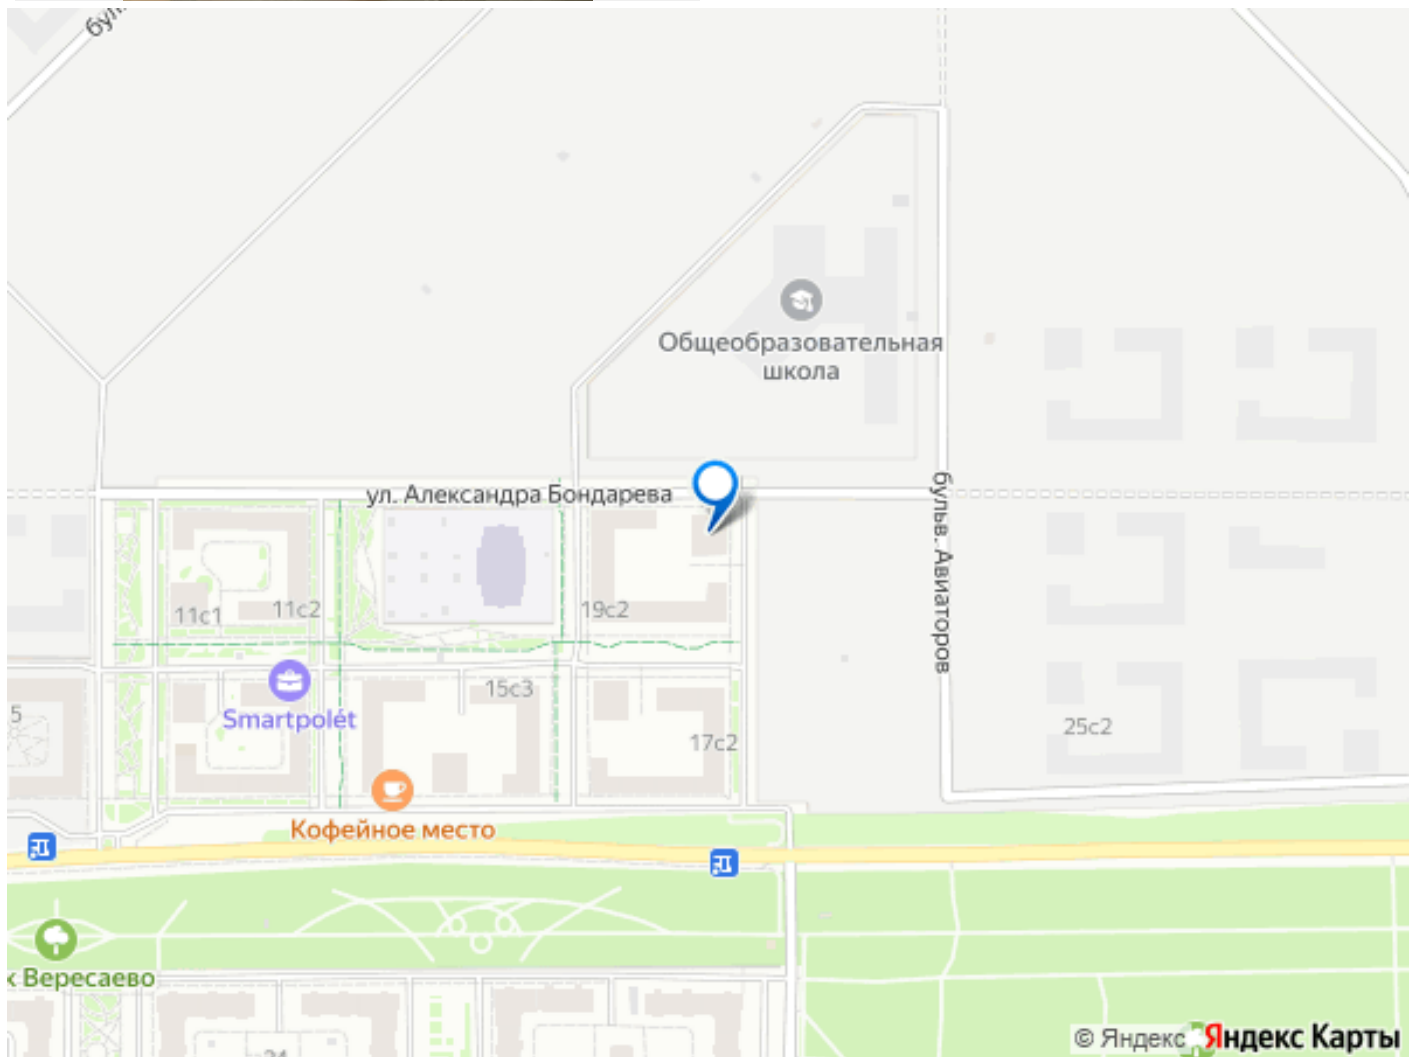 Общеобразовательная
школа
ул. Александра Бондарева
бульв. Авиаторов
11с1
11с2
19с2
15с3
5
Smartpolét
17с2
25с2
Кофейное место
к Вересаево
© Яндекс Яндекс Карты